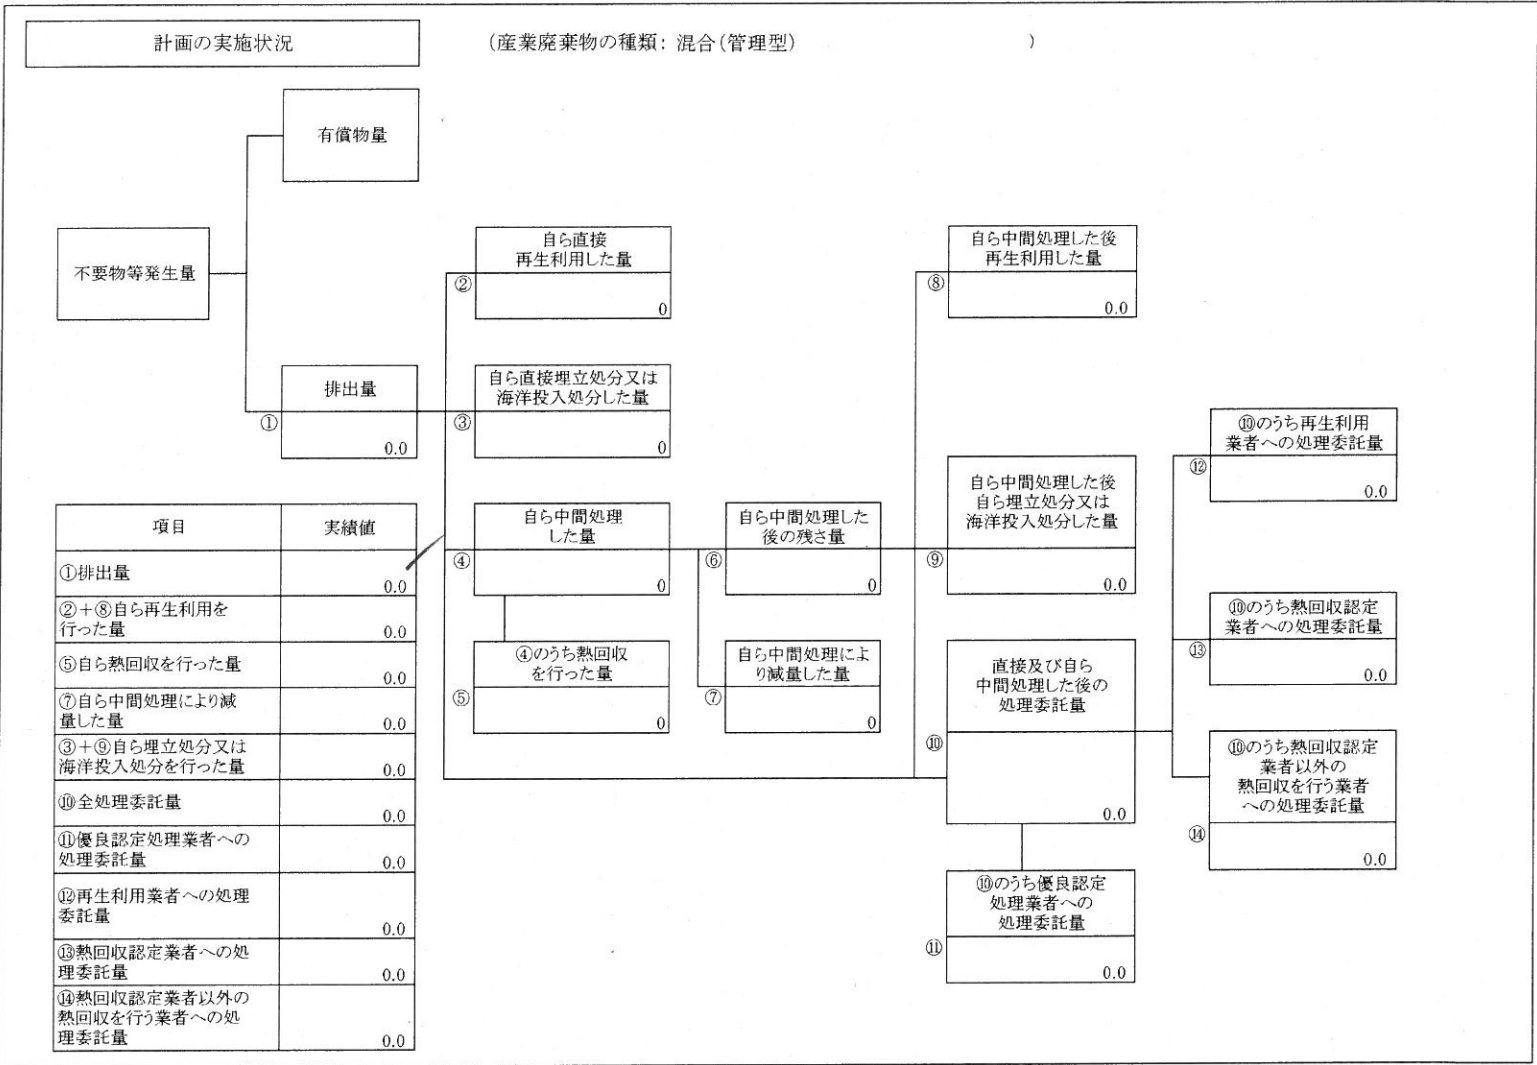 計画の実施状況
(産業廃棄物の種類: 混合(管理型) )
有償物量
不要物等発生量
排出量
①
0.0
自ら直接
再生利用した量
②
0
自ら直接埋立処分又は
海洋投入処分した量
③
0
自ら中間処理
した量
④
0
④のうち熱回収
を行った量
⑤
0
自ら中間処理した
後の残さ量
⑥
0
自ら中間処理によ
り減量した量
⑦
0
自ら中間処理した後
再生利用した量
⑧
0.0
自ら中間処理した後
自ら埋立処分又は
海洋投入処分した量
⑨
0.0
直接及び自ら
中間処理した後の
処理委託量
⑩
0.0
⑩のうち優良認定
処理業者への
処理委託量
⑪
0.0
⑩のうち再生利用
業者への処理委託量
⑫
0.0
⑩のうち熱回収認定
業者への処理委託量
⑬
0.0
⑩のうち熱回収認定
業者以外の
熱回収を行う業者
への処理委託量
⑭
0.0
項目 実績値
①排出量
0.0
②+⑧自ら再生利用を
行った量
0.0
⑤自ら熱回収を行った量
0.0
⑦自ら中間処理により減
量した量
0.0
③+⑨自ら埋立処分又は
海洋投入処分を行った量
0.0
⑩全処理委託量
0.0
⑪優良認定処理業者への
処理委託量
0.0
⑫再生利用業者への処理
委託量
0.0
⑬熱回収認定業者への処
理委託量
0.0
⑭熱回収認定業者以外の
熱回収を行う業者への処
理委託量
0.0